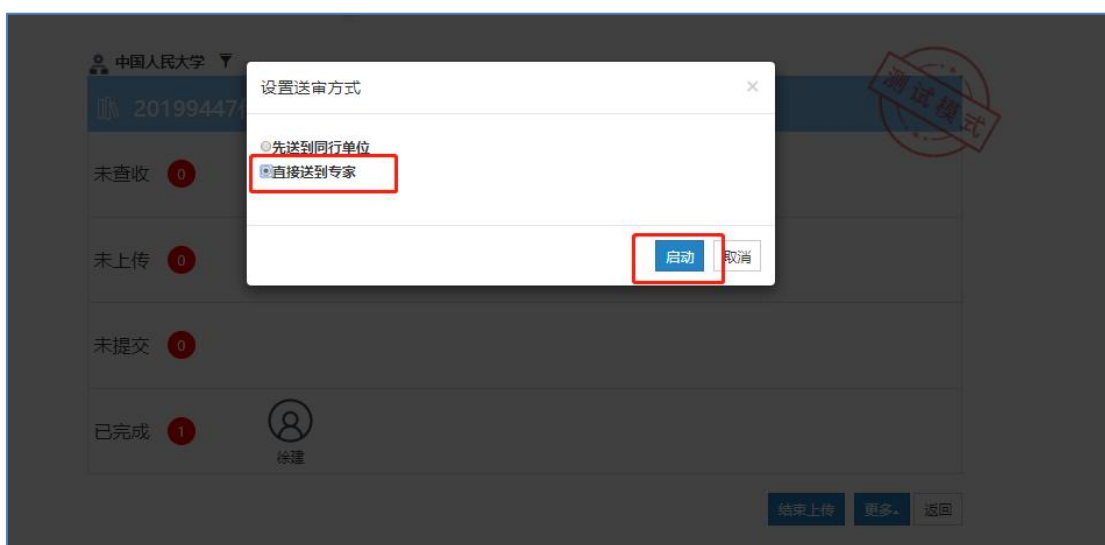 中国人民大学
设置送审方式
×
测试模式
20199447
先送到同行单位
直接送到专家
未查收 0
启动 取消
未上传 0
未提交 0
已完成 1
徐建
结束上传 更多 返回